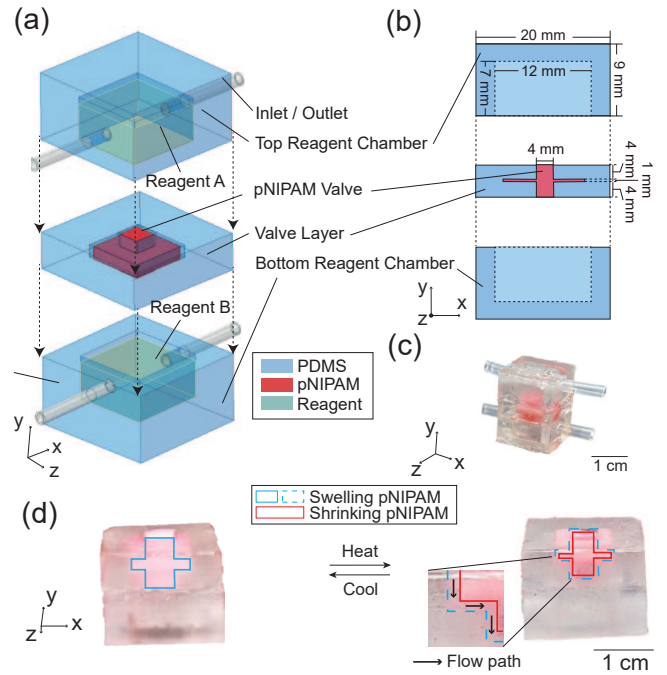 (a)
Inlet / Outlet
Top Reagent Chamber
Reagent A
pNIPAM Valve
Valve Layer
Bottom Reagent Chamber
Reagent B
PDMS
pNIPAM
Reagent
y
x
z
(b)
20 mm
12 mm
7 mm
9 mm
4 mm
4 mm
4 mm
1 mm
y
z
x
(c)
y
z
x
1 cm
(d)
Swelling pNIPAM
Shrinking pNIPAM
y
z
x
Heat
Cool
Flow path
1 cm